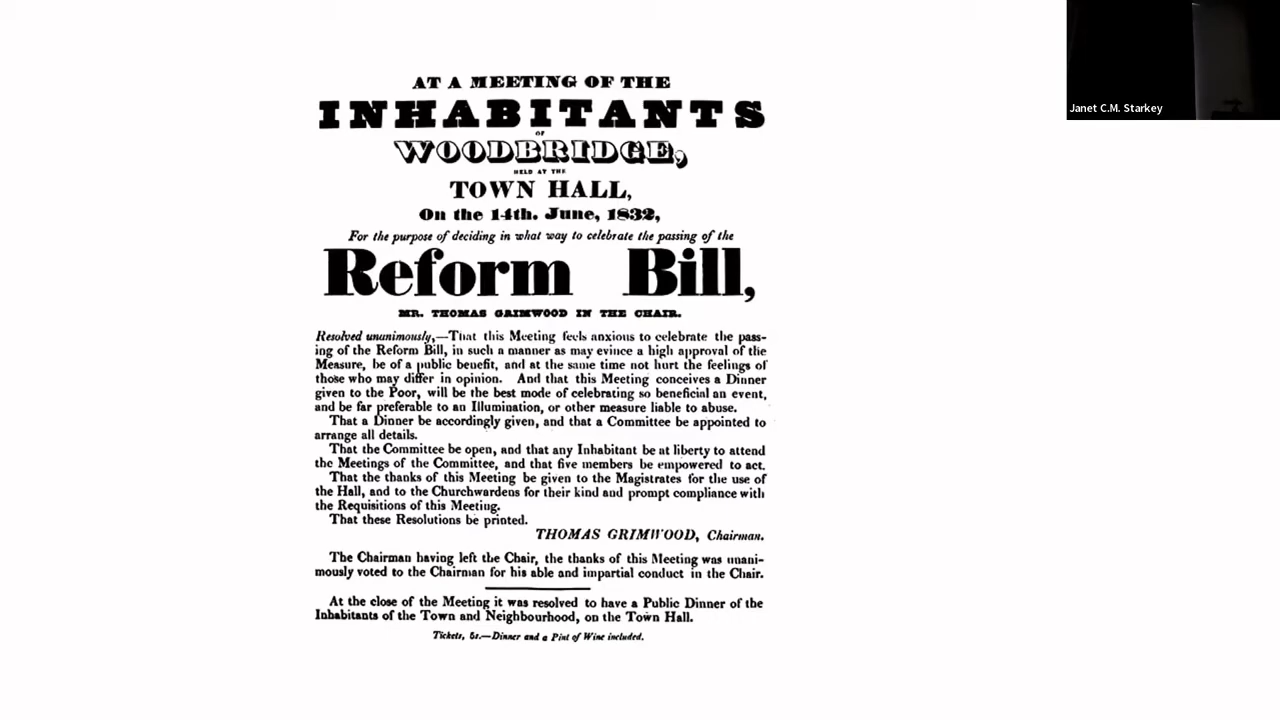 AT A MEETING OF THE
INHABITANTS
OF
WOODBRIDGE,
HELD AT THE
TOWN HALL,
On the 14th. June, 1832,
For the purpose of deciding in what way to celebrate the passing of the
Reform Bill,
MR. THOMAS GRIMWOOD IN THE CHAIR.
Resolved unanimously,—That this Meeting feels anxious to celebrate the pass-
ing of the Reform Bill, in such a manner as may evince a high approval of the
Measure, be of a public benefit, and at the same time not hurt the feelings of
those who may differ in opinion. And that this Meeting conceives a Dinner
given to the Poor, will be the best mode of celebrating so beneficial an event,
and be far preferable to an Illumination, or other measure liable to abuse.
That a Dinner be accordingly given, and that a Committee be appointed to
arrange all details.
That the Committee be open, and that any Inhabitant be at liberty to attend
the Meetings of the Committee, and that five members be empowered to act.
That the thanks of this Meeting be given to the Magistrates for the use of
the Hall, and to the Churchwardens for their kind and prompt compliance with
the Requisitions of this Meeting.
That these Resolutions be printed.
THOMAS GRIMWOOD, Chairman.
The Chairman having left the Chair, the thanks of this Meeting was unani-
mously voted to the Chairman for his able and impartial conduct in the Chair.
At the close of the Meeting it was resolved to have a Public Dinner of the
Inhabitants of the Town and Neighbourhood, on the Town Hall.
Tickets, 6s.—Dinner and a Pint of Wine included.
Janet C.M. Starkey